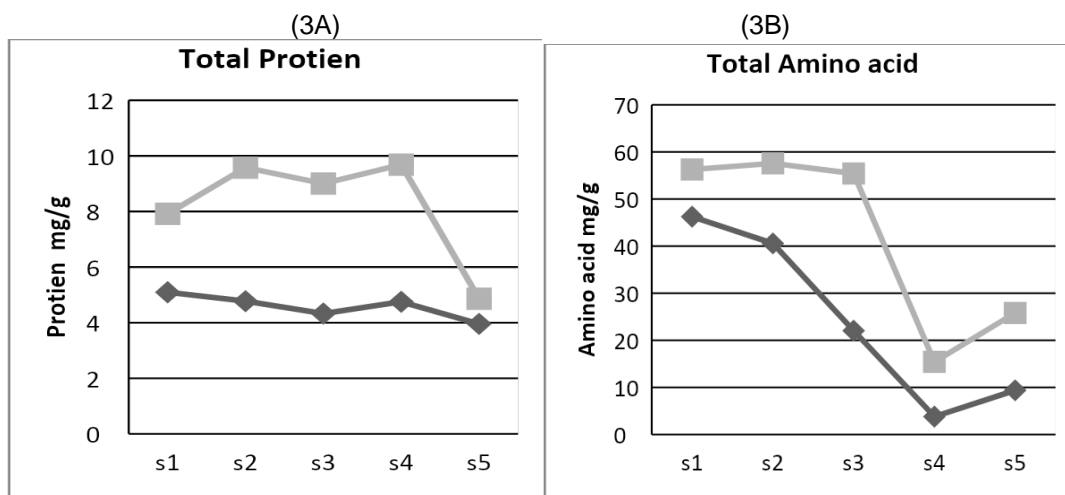 (3A)
Total Protien
12
10
8
6
4
2
0
Protien mg/g
s1 s2 s3 s4 s5
(3B)
Total Amino acid
70
60
50
40
30
20
10
0
Amino acid mg/g
s1 s2 s3 s4 s5